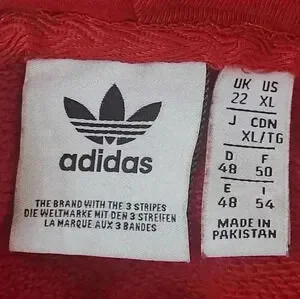 adidas
THE BRAND WITH THE 3 STRIPES
DIE WELTMARKE MIT DEN 3 STREIFEN
LA MARQUE AUX 3 BANDES
UK US
22 XL
J CDN
XL/TG
D F
48 50
E I
48 54
MADE IN
PAKISTAN